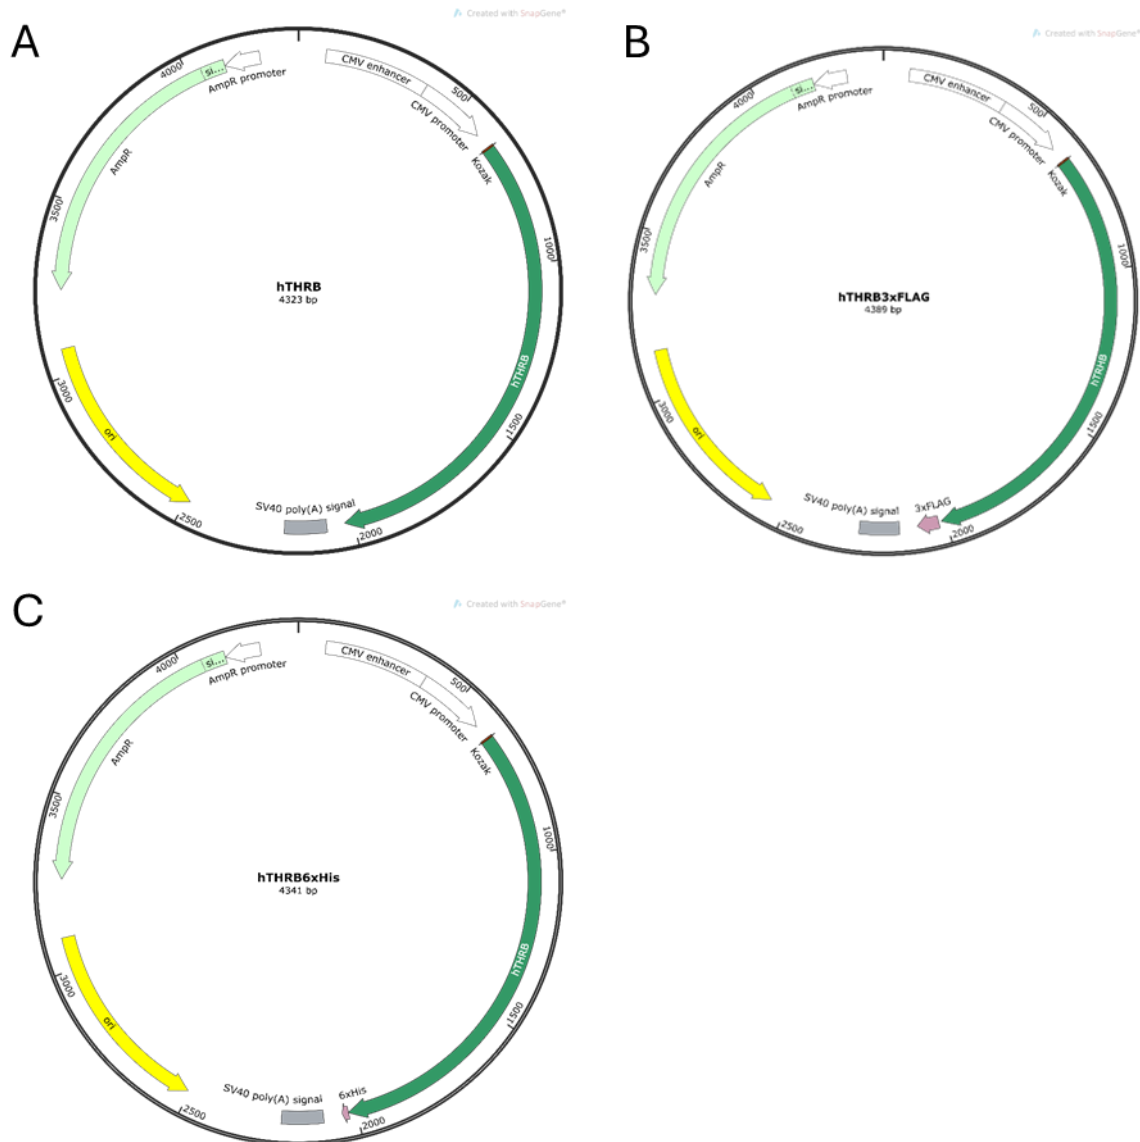 A
Created with SnapGene®
4000
si...
AmpR promoter
CMV enhancer
500
CMV promoter
Kozak
AmpR
3500
1000
hTHRB
4323 bp
hTHRB
3000
ori
1500
SV40 poly(A) signal
2500
2000
B
Created with SnapGene®
4000
si...
AmpR promoter
CMV enhancer
500
CMV promoter
Kozak
AmpR
3500
1000
hTHRB3xFLAG
4389 bp
hTRHB
3000
ori
1500
SV40 poly(A) signal
3xFLAG
2500
2000
C
Created with SnapGene®
4000
si...
AmpR promoter
CMV enhancer
500
CMV promoter
Kozak
AmpR
3500
1000
hTHRB6xHis
4341 bp
hTHRB
3000
ori
1500
SV40 poly(A) signal
6xHis
2500
2000